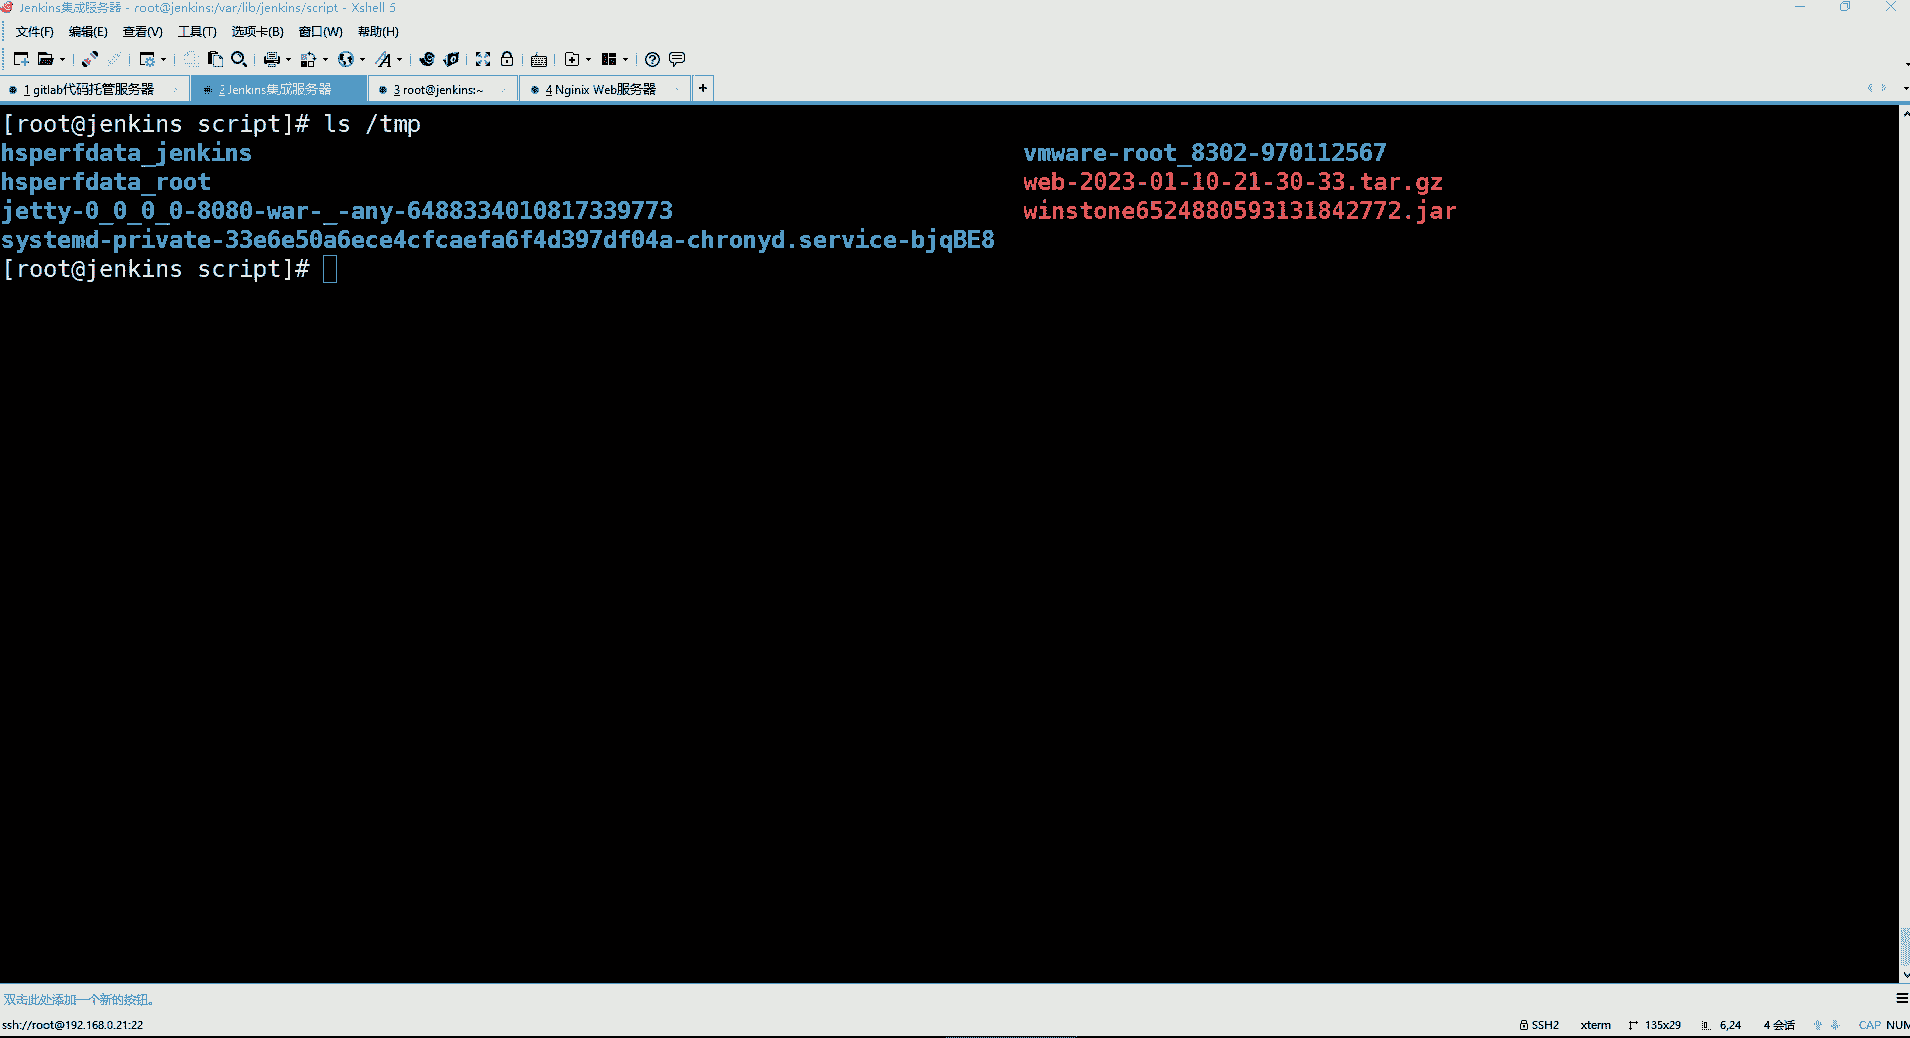 Jenkins集成服务器 - root@jenkins:/var/lib/jenkins/script - Xshell 5
文件(F) 编辑(E) 查看(V) 工具(T) 选项卡(B) 窗口(W) 帮助(H)
1 gitlab代码托管服务器 2 Jenkins集成服务器 3 root@jenkins:~ 4 Nginix Web服务器 +
[root@jenkins script]# ls /tmp
hsperfdata_jenkins vmware-root_8302-970112567
hsperfdata_root web-2023-01-10-21-30-33.tar.gz
jetty-0_0_0_0-8080-war-_-any-6488334010817339773 winstone6524880593131842772.jar
systemd-private-33e6e50a6ece4cfcaefa6f4d397df04a-chronyd.service-bjqBE8
[root@jenkins script]#
双击此处添加一个新的按钮。
ssh://root@192.168.0.21:22 SSH2 xterm 135x29 6,24 4 会话 CAP NUM